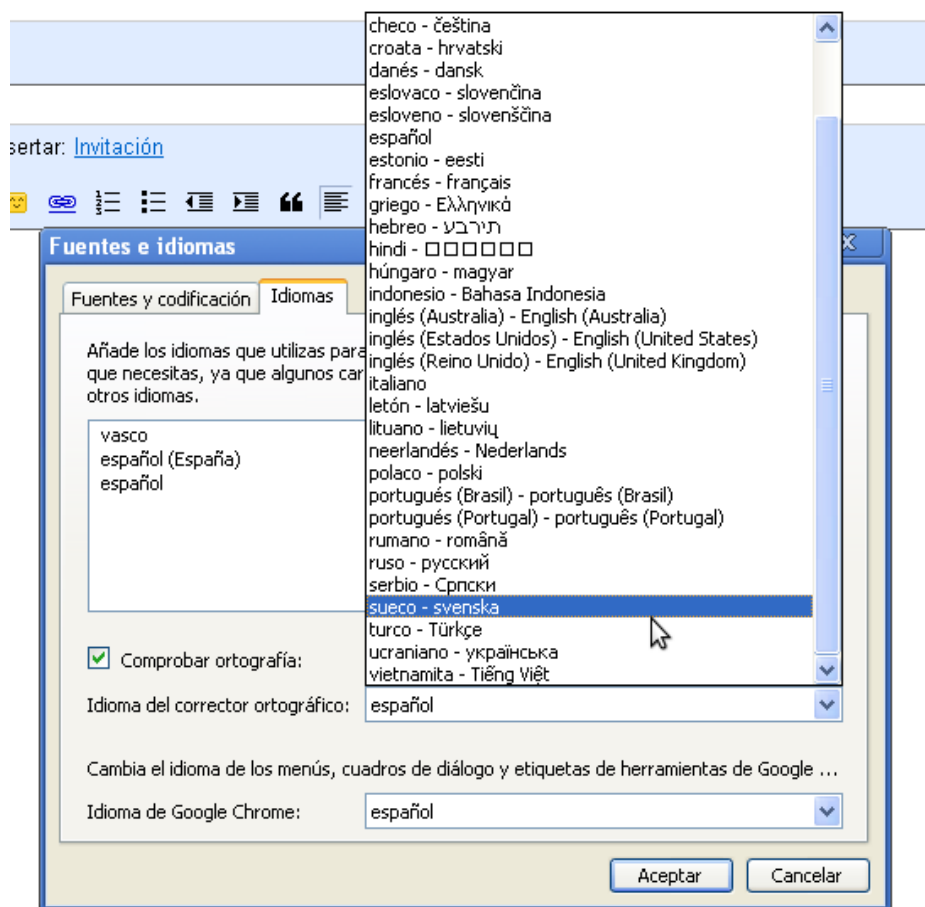 checo - čeština
croata - hrvatski
danés - dansk
eslovaco - slovenčina
esloveno - slovenščina
español
estonio - eesti
francés - français
griego - Ελληνικά
hebreo - תירבע
hindi - □□□□□□
húngaro - magyar
indonesio - Bahasa Indonesia
inglés (Australia) - English (Australia)
inglés (Estados Unidos) - English (United States)
inglés (Reino Unido) - English (United Kingdom)
italiano
letón - latviešu
lituano - lietuvių
neerlandés - Nederlands
polaco - polski
portugués (Brasil) - português (Brasil)
portugués (Portugal) - português (Portugal)
rumano - română
ruso - русский
serbio - Српски
sueco - svenska
turco - Türkçe
ucraniano - українська
vietnamita - Tiếng Việt
sertar: Invitación
Fuentes e idiomas
Fuentes y codificación
Idiomas
Añade los idiomas que utilizas para
que necesitas, ya que algunos car
otros idiomas.
vasco
español (España)
español
Comprobar ortografía:
Idioma del corrector ortográfico: español
Cambia el idioma de los menús, cuadros de diálogo y etiquetas de herramientas de Google ...
Idioma de Google Chrome: español
Aceptar
Cancelar